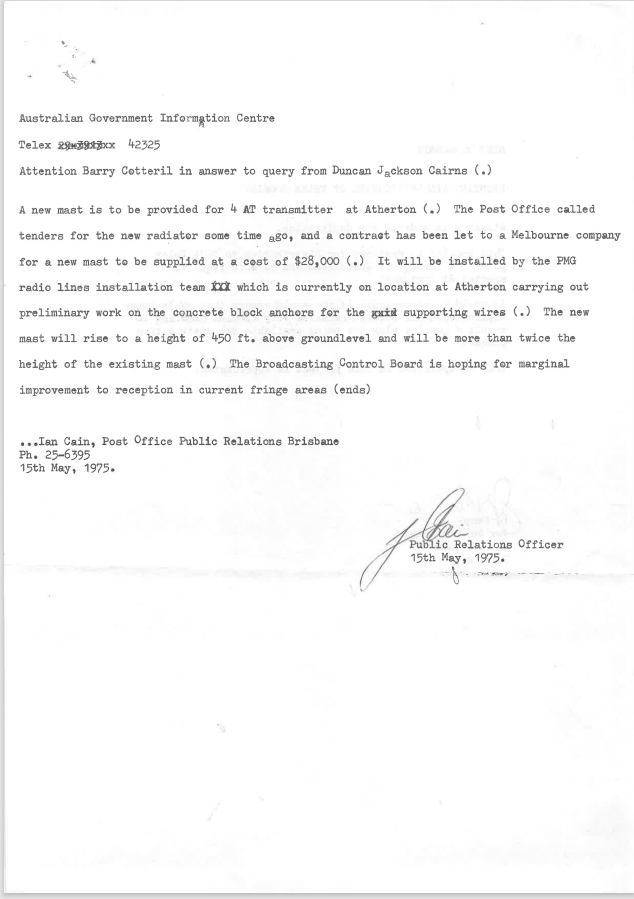 Australian Government Information Centre
Telex 42325
Attention Barry Cotteril in answer to query from Duncan Jackson Cairns (.)
A new mast is to be provided for 4 AT transmitter at Atherton (.) The Post Office called
tenders for the new radiator some time ago, and a contract has been let to a Melbourne company
for a new mast to be supplied at a cost of $28,000 (.) It will be installed by the PMG
radio lines installation team XXX which is currently on location at Atherton carrying out
preliminary work on the concrete block anchors for the supporting wires (.) The new
mast will rise to a height of 450 ft. above groundlevel and will be more than twice the
height of the existing mast (.) The Broadcasting Control Board is hoping for marginal
improvement to reception in current fringe areas (ends)
...Ian Cain, Post Office Public Relations Brisbane
Ph. 25-6395
15th May, 1975.
I Cain
Public Relations Officer
15th May, 1975.